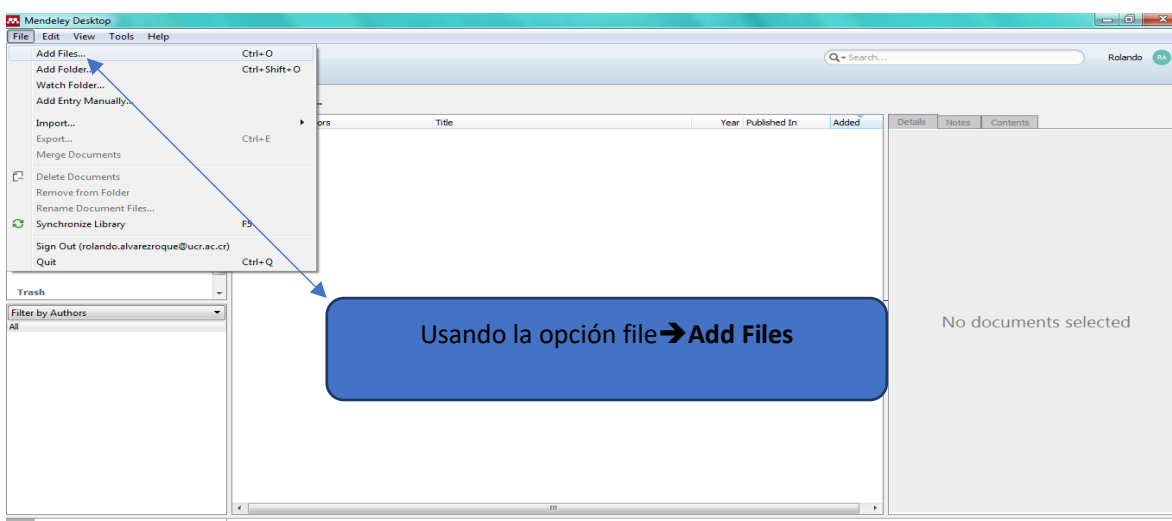 Mendeley Desktop
File Edit View Tools Help
Add Files... Ctrl+O
Add Folder... Ctrl+Shift+O
Watch Folder...
Add Entry Manually...
Import...
Export... Ctrl+E
Merge Documents
Delete Documents
Remove from Folder
Rename Document Files...
Synchronize Library F5
Sign Out (rolando.alvarezroque@ucr.ac.cr)
Quit Ctrl+Q
Search...
Rolando RA
ors Title Year Published In Added
Details Notes Contents
Trash
Filter by Authors
All
Usando la opción file➔Add Files
No documents selected